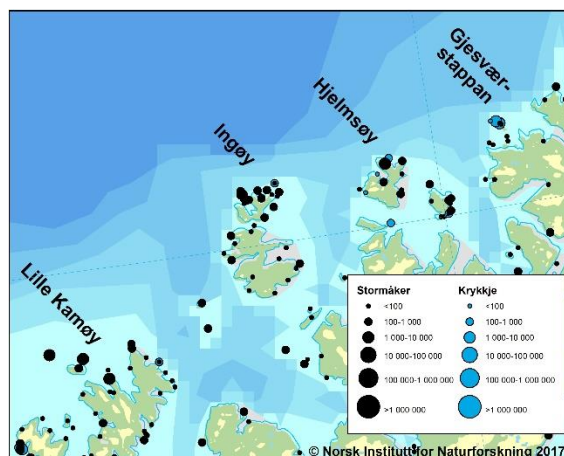 Gjesvær-
stappan
Hjelmsøy
Ingøy
Lille Kamøy
Stormåker
<100
100-1 000
1 000-10 000
10 000-100 000
100 000-1 000 000
>1 000 000
Krykkje
<100
100-1 000
1 000-10 000
10 000-100 000
100 000-1 000 000
>1 000 000
© Norsk Institutt for Naturforskning 2017